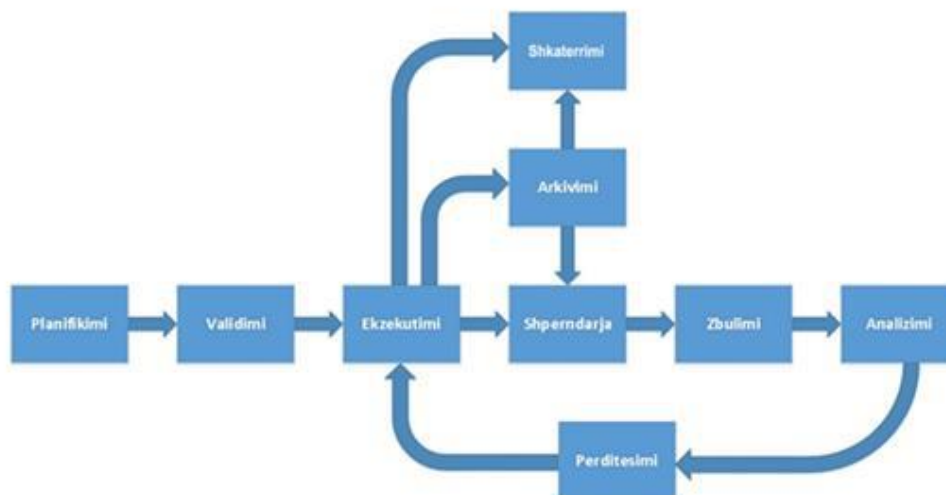 Shkaterrimi
Arkivimi
Planifikimi
Validimi
Ekzekutimi
Shperndarja
Zbulimi
Analizimi
Perditesimi